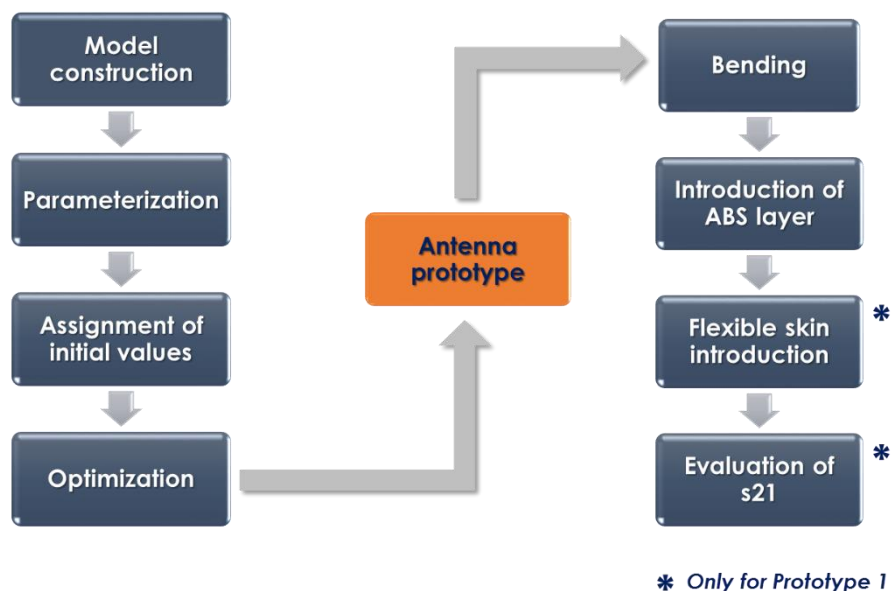 Model
construction
Parameterization
Assignment of
initial values
Optimization
Antenna
prototype
Bending
Introduction of
ABS layer
Flexible skin
introduction
*
Evaluation of
s21
*
* Only for Prototype 1